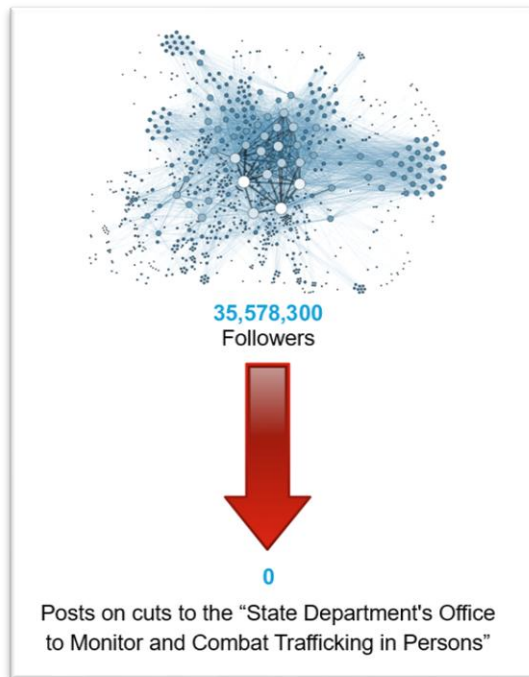 35,578,300
Followers
0
Posts on cuts to the “State Department's Office
to Monitor and Combat Trafficking in Persons”